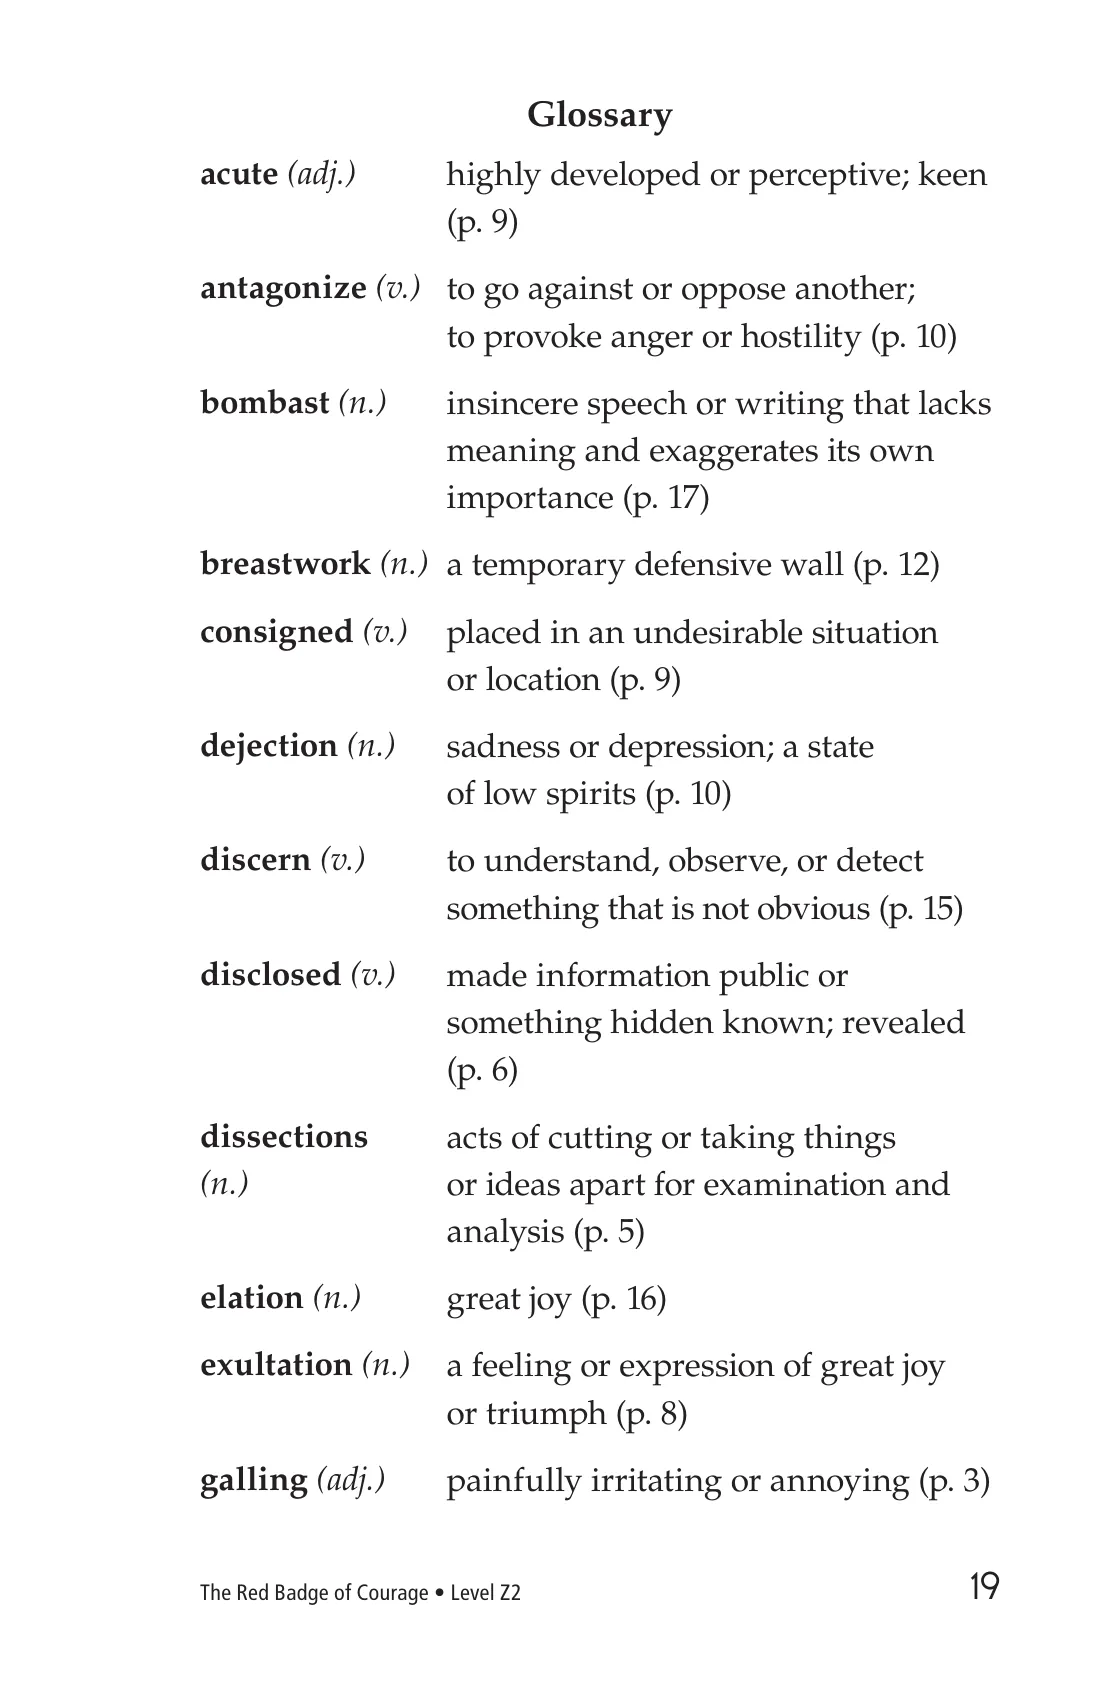 Glossary
acute (adj.) highly developed or perceptive; keen
(p. 9)
antagonize (v.) to go against or oppose another;
to provoke anger or hostility (p. 10)
bombast (n.) insincere speech or writing that lacks
meaning and exaggerates its own
importance (p. 17)
breastwork (n.) a temporary defensive wall (p. 12)
consigned (v.) placed in an undesirable situation
or location (p. 9)
dejection (n.) sadness or depression; a state
of low spirits (p. 10)
discern (v.) to understand, observe, or detect
something that is not obvious (p. 15)
disclosed (v.) made information public or
something hidden known; revealed
(p. 6)
dissections acts of cutting or taking things
(n.) or ideas apart for examination and
analysis (p. 5)
elation (n.) great joy (p. 16)
exultation (n.) a feeling or expression of great joy
or triumph (p. 8)
galling (adj.) painfully irritating or annoying (p. 3)
The Red Badge of Courage • Level Z2 19